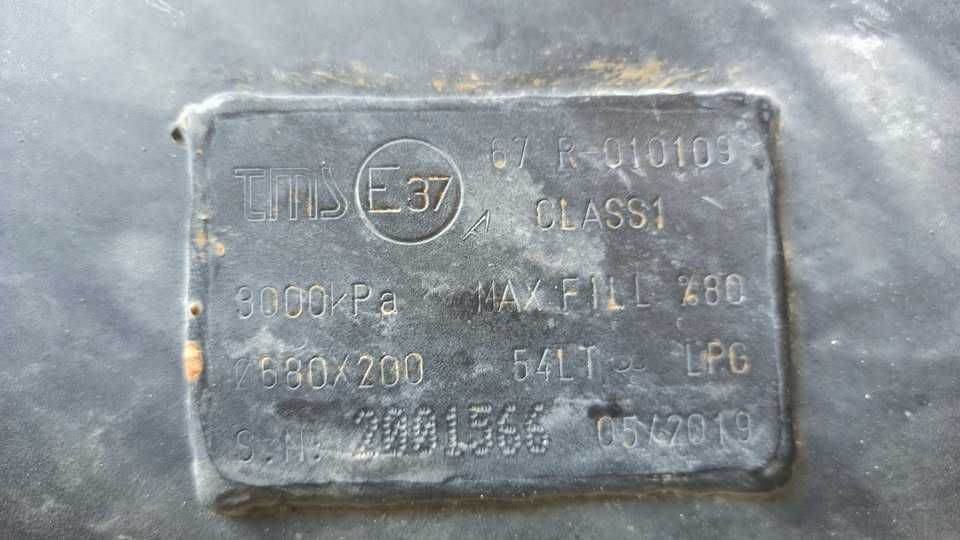 tms E37 67 R-010109
A CLASS1
3000kPa MAX.FILL %80
Ø680X200 54LT LPG
S.N. 2001566 05/2019